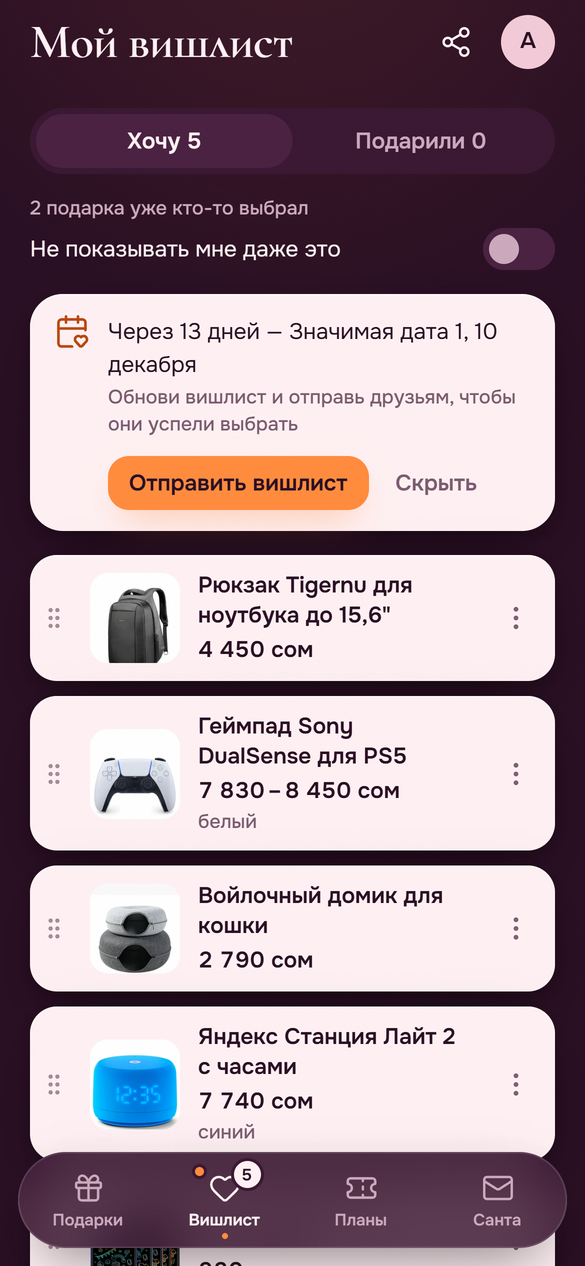 Мой вишлист
А
Хочу 5
Подарили 0
2 подарка уже кто-то выбрал
Не показывать мне даже это
Через 13 дней — Значимая дата 1, 10
декабря
Обнови вишлист и отправь друзьям, чтобы
они успели выбрать
Отправить вишлист
Скрыть
Рюкзак Tigernu для
ноутбука до 15,6"
4 450 сом
Геймпад Sony
DualSense для PS5
7 830 – 8 450 сом
белый
Войлочный домик для
кошки
2 790 сом
Яндекс Станция Лайт 2
с часами
12:35
7 740 сом
синий
5
Подарки
Вишлист
Планы
Санта